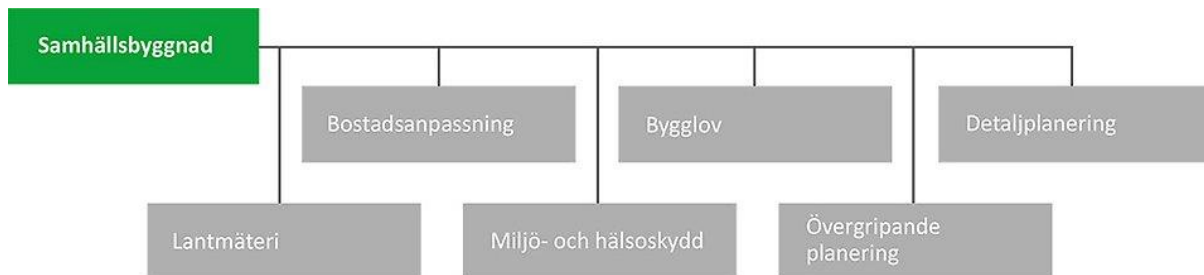 Samhällsbyggnad
Bostadsanpassning
Bygglov
Detaljplanering
Lantmäteri
Miljö- och hälsoskydd
Övergripande
planering